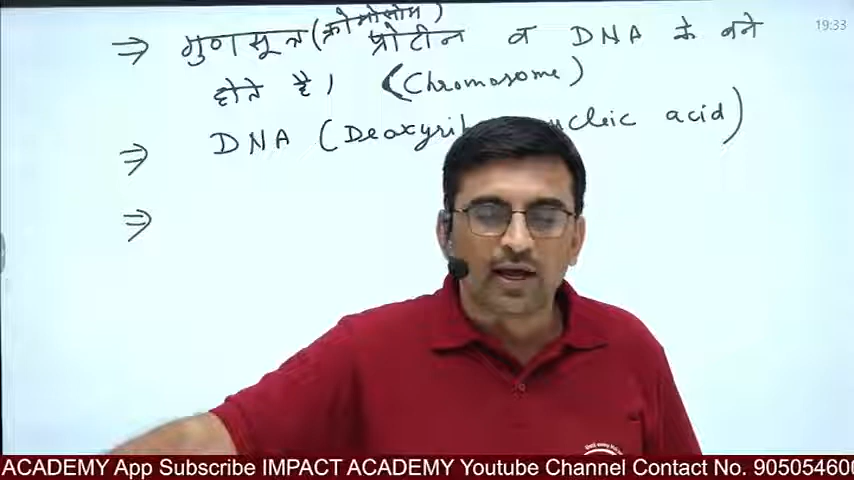 19:33
⇒ गुणसूत्र (क्रोमोसोम) प्रोटीन व DNA के बने
होते है। (Chromosome)
⇒ DNA (Deoxyri ucleic acid)
⇒
ACADEMY App Subscribe IMPACT ACADEMY Youtube Channel Contact No. 905054600